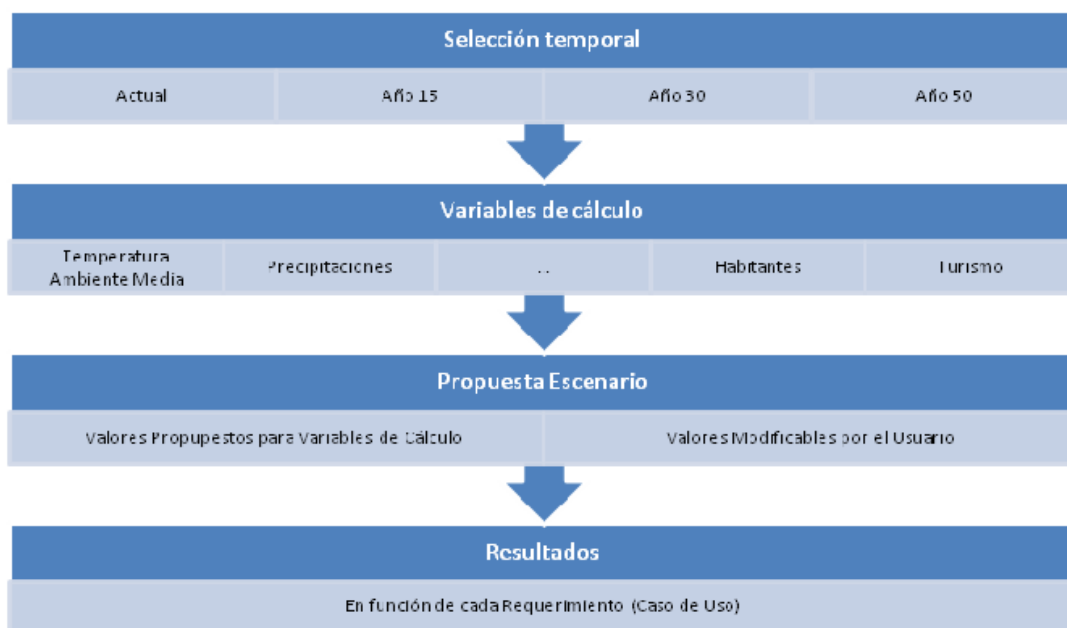 Selección temporal
Actual
Año 15
Año 30
Año 50
Variables de cálculo
Temperatura
Ambiente Media
Precipitaciones
...
Habitantes
Turismo
Propuesta Escenario
Valores Propupestos para Variables de Cálculo
Valores Modificables por el Usuario
Resultados
En función de cada Requerimiento (Caso de Uso)